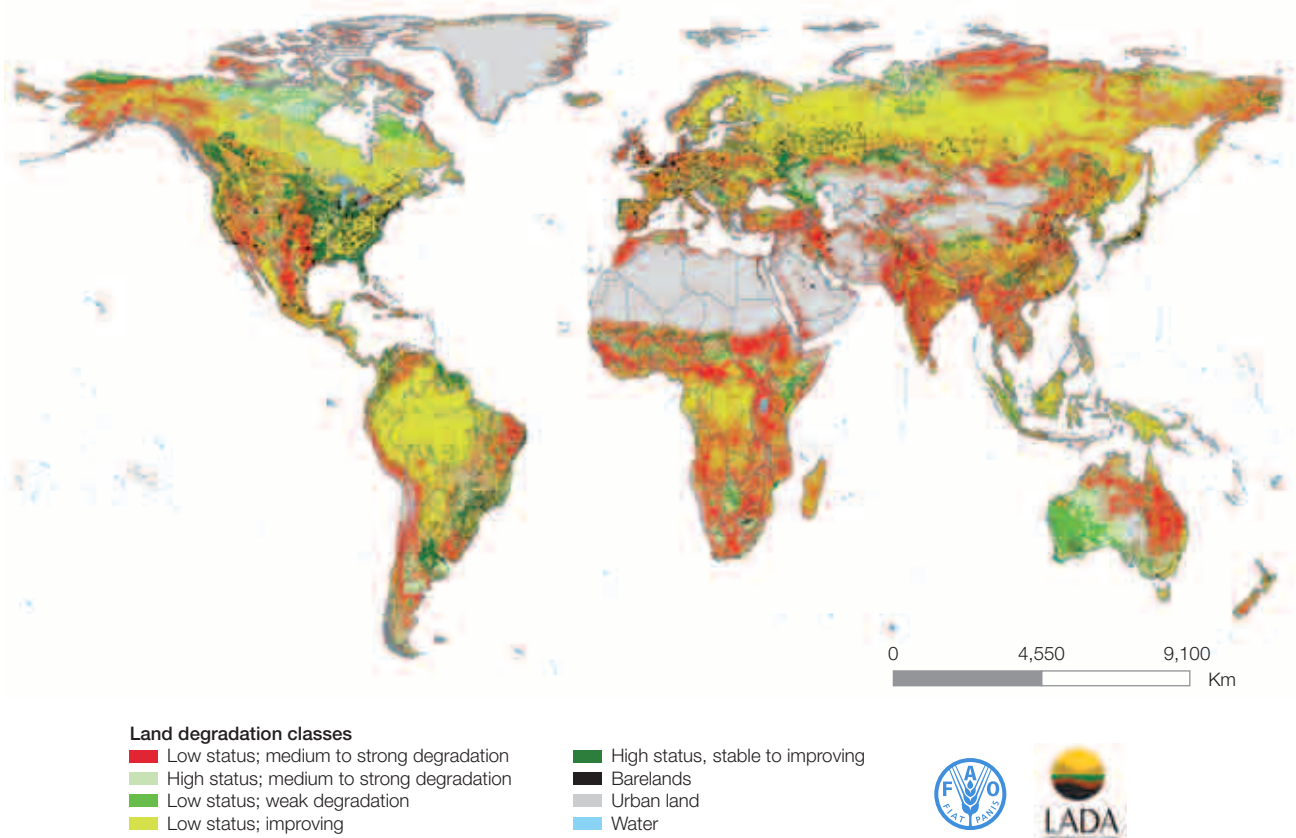 0 4,550 9,100
Km
Land degradation classes
Low status; medium to strong degradation
High status; medium to strong degradation
Low status; weak degradation
Low status; improving
High status, stable to improving
Barelands
Urban land
Water
F A O
FIAT PANIS
LADA